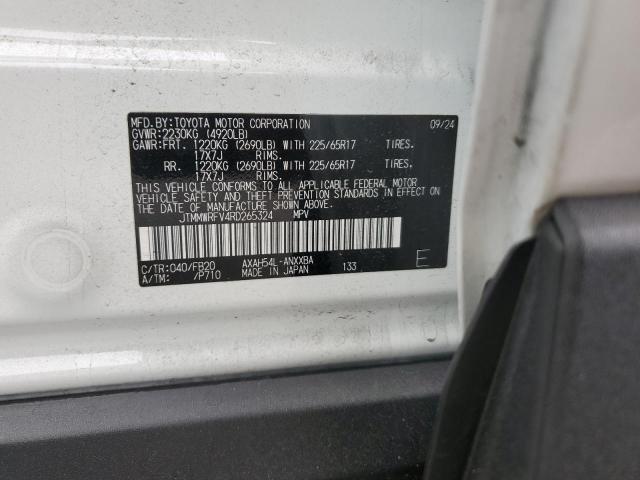 MFD.BY:TOYOTA MOTOR CORPORATION 09/24
GVWR:2230KG (4920LB)
GAWR:FRT. 1220KG (2690LB) WITH 225/65R17 TIRES.
17X7J RIMS.
RR. 1220KG (2690LB) WITH 225/65R17 TIRES.
17X7J RIMS.
THIS VEHICLE CONFORMS TO ALL APPLICABLE FEDERAL MOTOR
VEHICLE SAFETY AND THEFT PREVENTION STANDARDS IN EFFECT
ON THE DATE OF MANUFACTURE SHOWN ABOVE.
JTMMWRFV4RD265324 MPV
C/TR:040/FB20 AXAH54L-ANXXBA
A/TM: /P710 MADE IN JAPAN 133 E